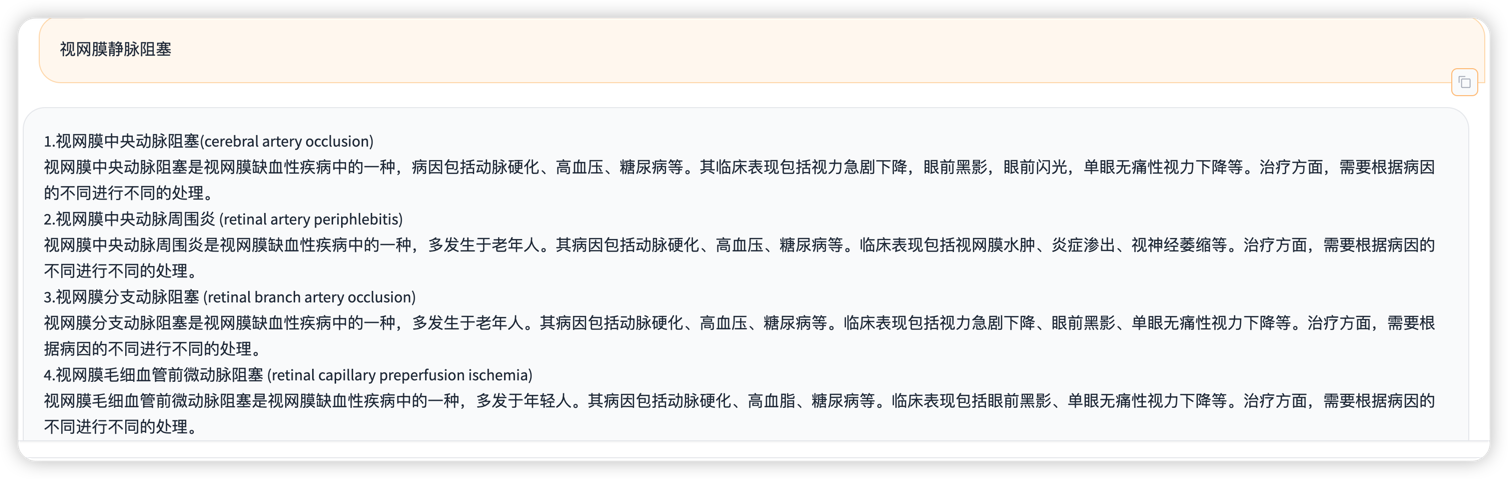 视网膜静脉阻塞
1.视网膜中央动脉阻塞(cerebral artery occlusion)
视网膜中央动脉阻塞是视网膜缺血性疾病中的一种，病因包括动脉硬化、高血压、糖尿病等。其临床表现包括视力急剧下降，眼前黑影，眼前闪光，单眼无痛性视力下降等。治疗方面，需要根据病因
的不同进行不同的处理。
2.视网膜中央动脉周围炎 (retinal artery periphlebitis)
视网膜中央动脉周围炎是视网膜缺血性疾病中的一种，多发生于老年人。其病因包括动脉硬化、高血压、糖尿病等。临床表现包括视网膜水肿、炎症渗出、视神经萎缩等。治疗方面，需要根据病因的
不同进行不同的处理。
3.视网膜分支动脉阻塞 (retinal branch artery occlusion)
视网膜分支动脉阻塞是视网膜缺血性疾病中的一种，多发生于老年人。其病因包括动脉硬化、高血压、糖尿病等。临床表现包括视力急剧下降、眼前黑影、单眼无痛性视力下降等。治疗方面，需要根
据病因的不同进行不同的处理。
4.视网膜毛细血管前微动脉阻塞 (retinal capillary preperfusion ischemia)
视网膜毛细血管前微动脉阻塞是视网膜缺血性疾病中的一种，多发于年轻人。其病因包括动脉硬化、高血脂、糖尿病等。临床表现包括眼前黑影、单眼无痛性视力下降等。治疗方面，需要根据病因的
不同进行不同的处理。